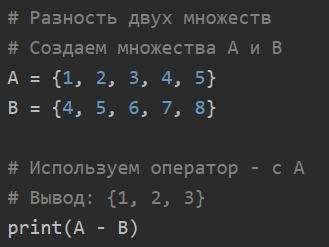 # Разность двух множеств
# Создаем множества A и B
A = {1, 2, 3, 4, 5}
B = {4, 5, 6, 7, 8}
# Используем оператор - с A
# Вывод: {1, 2, 3}
print(A - B)